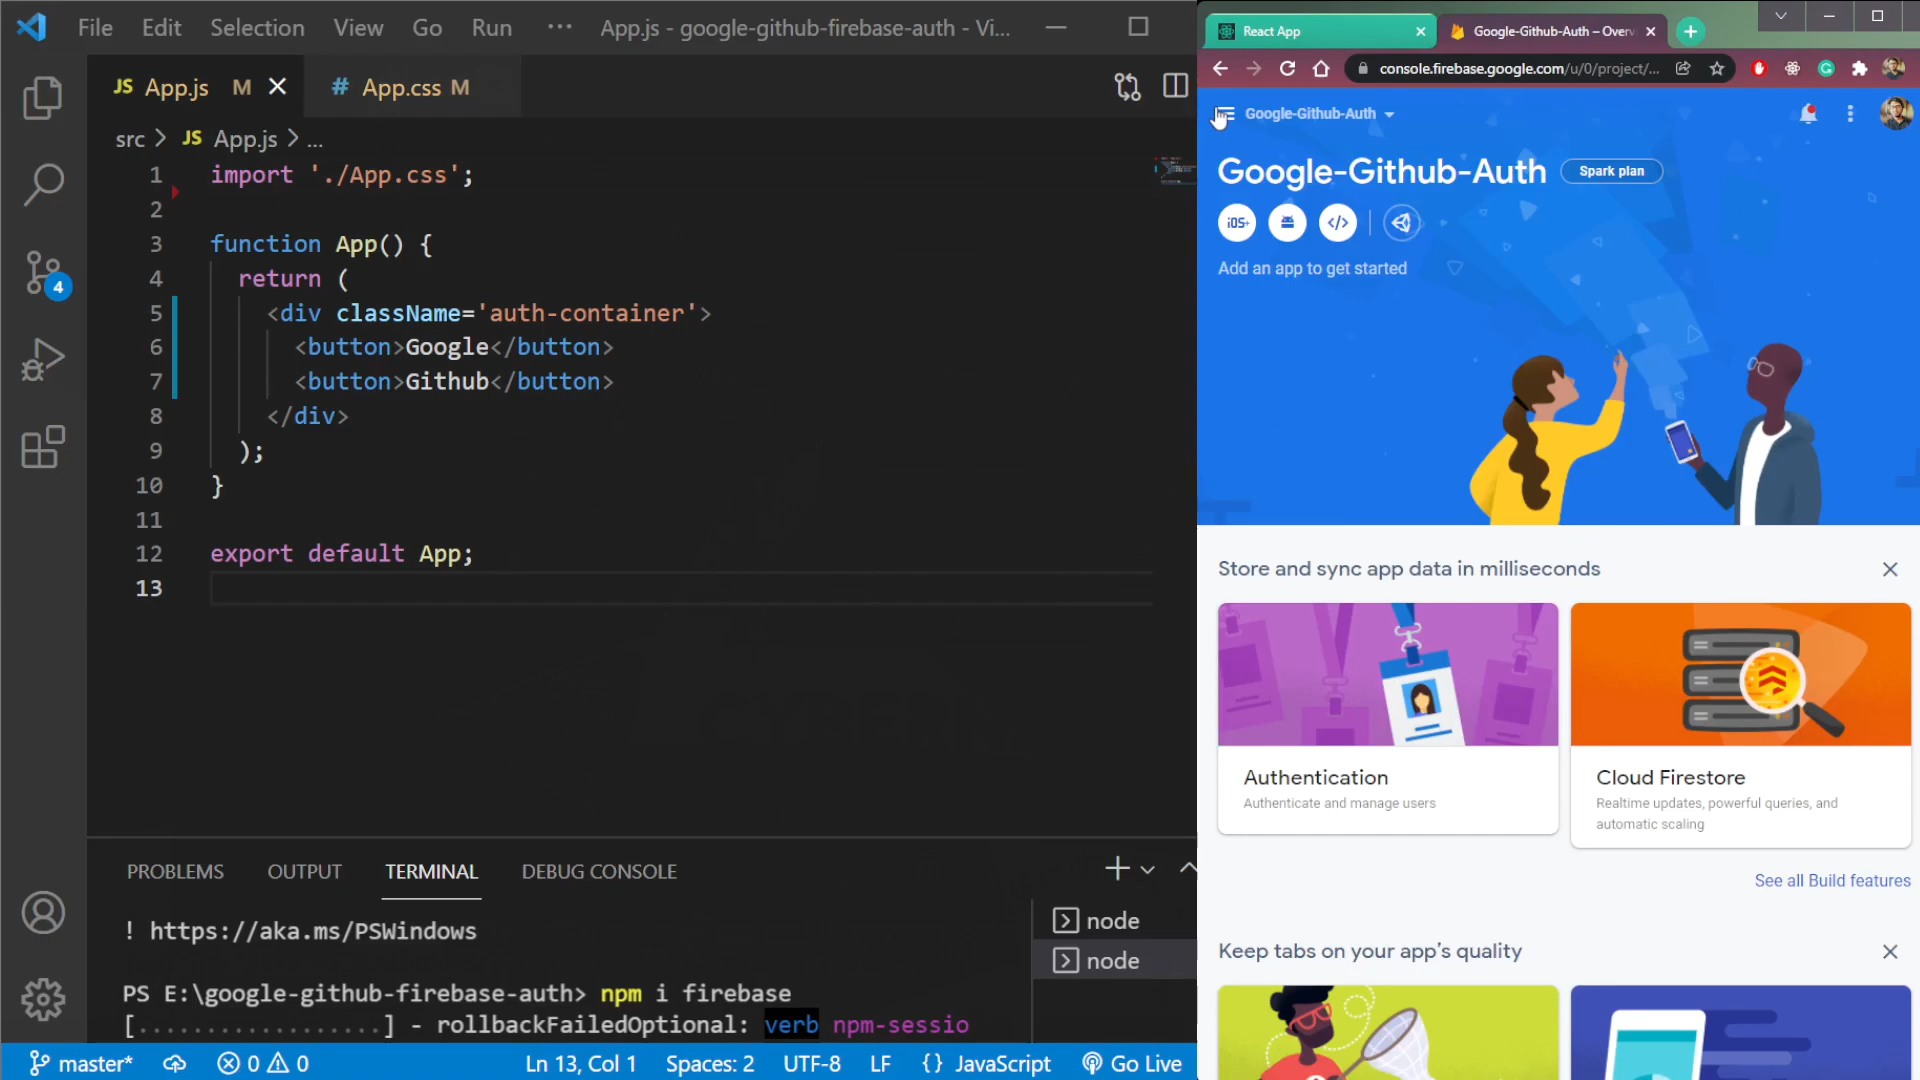 File Edit Selection View Go Run ··· App.js - google-github-firebase-auth - Vi...
JS App.js M # App.css M
src > JS App.js > ...
1 import './App.css';
2
3 function App() {
4 return (
5 <div className='auth-container'>
6 <button>Google</button>
7 <button>Github</button>
8 </div>
9 );
10 }
11
12 export default App;
13
4
PROBLEMS OUTPUT TERMINAL DEBUG CONSOLE
! https://aka.ms/PSWindows
PS E:\google-github-firebase-auth> npm i firebase
[..................] - rollbackFailedOptional: verb npm-sessio
node
node
master* 0 0 Ln 13, Col 1 Spaces: 2 UTF-8 LF {} JavaScript Go Live
React App Google-Github-Auth – Overv
console.firebase.google.com/u/0/project/...
Google-Github-Auth
Google-Github-Auth Spark plan
iOS+ </>
Add an app to get started
Store and sync app data in milliseconds
Authentication
Authenticate and manage users
Cloud Firestore
Realtime updates, powerful queries, and
automatic scaling
See all Build features
Keep tabs on your app's quality